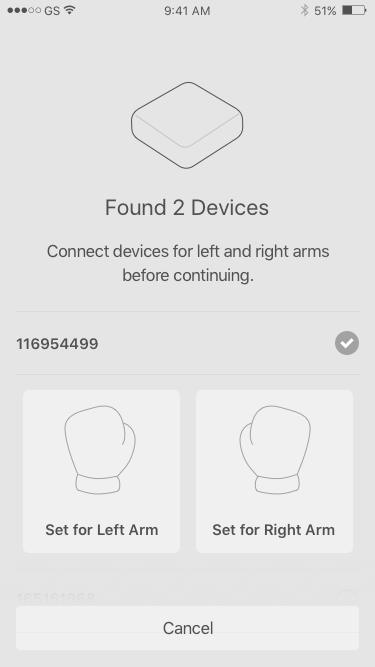 GS 9:41 AM 51%
Found 2 Devices
Connect devices for left and right arms
before continuing.
116954499
Set for Left Arm Set for Right Arm
Cancel